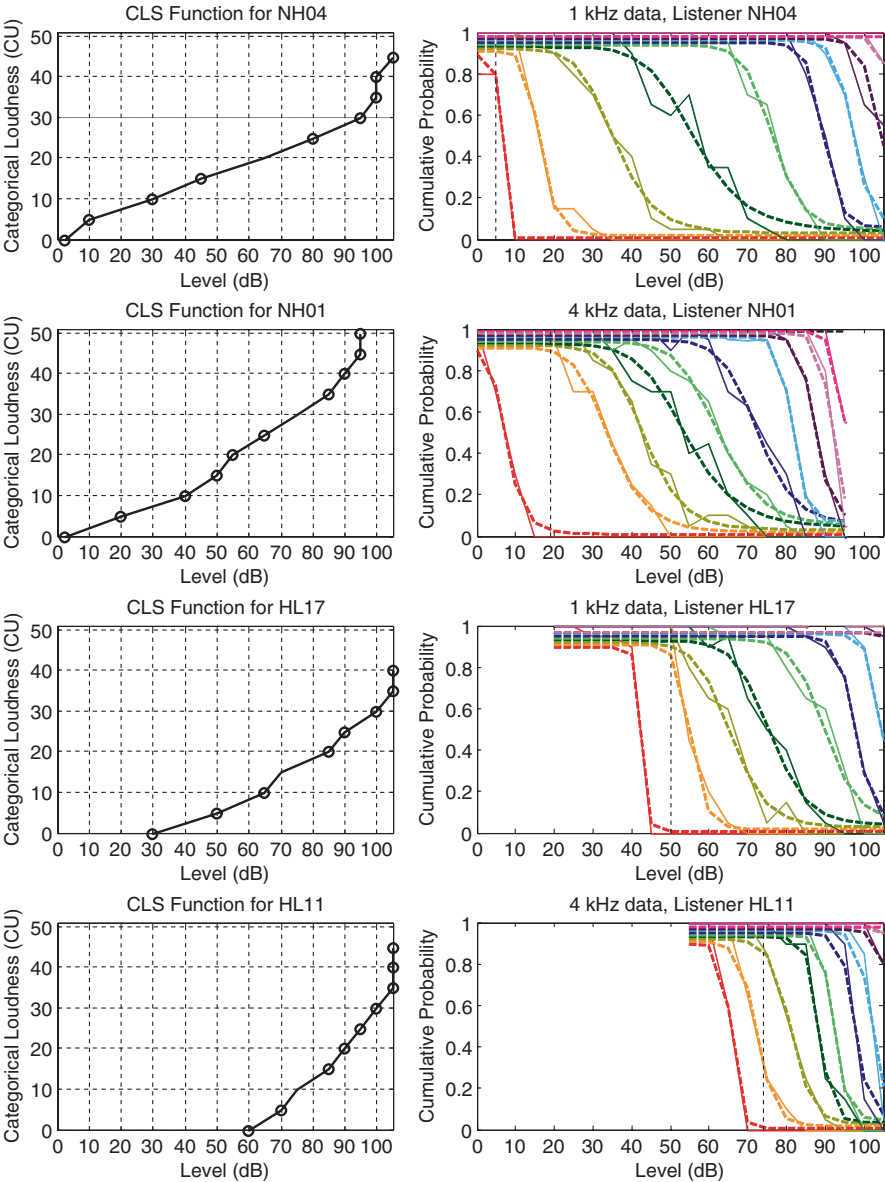 CLS Function for NH04
Categorical Loudness (CU)
50
40
30
20
10
0
0 10 20 30 40 50 60 70 80 90 100
Level (dB)
1 kHz data, Listener NH04
Cumulative Probability
1
0.8
0.6
0.4
0.2
0
0 10 20 30 40 50 60 70 80 90 100
Level (dB)
CLS Function for NH01
Categorical Loudness (CU)
50
40
30
20
10
0
0 10 20 30 40 50 60 70 80 90 100
Level (dB)
4 kHz data, Listener NH01
Cumulative Probability
1
0.8
0.6
0.4
0.2
0
0 10 20 30 40 50 60 70 80 90 100
Level (dB)
CLS Function for HL17
Categorical Loudness (CU)
50
40
30
20
10
0
0 10 20 30 40 50 60 70 80 90 100
Level (dB)
1 kHz data, Listener HL17
Cumulative Probability
1
0.8
0.6
0.4
0.2
0
0 10 20 30 40 50 60 70 80 90 100
Level (dB)
CLS Function for HL11
Categorical Loudness (CU)
50
40
30
20
10
0
0 10 20 30 40 50 60 70 80 90 100
Level (dB)
4 kHz data, Listener HL11
Cumulative Probability
1
0.8
0.6
0.4
0.2
0
0 10 20 30 40 50 60 70 80 90 100
Level (dB)